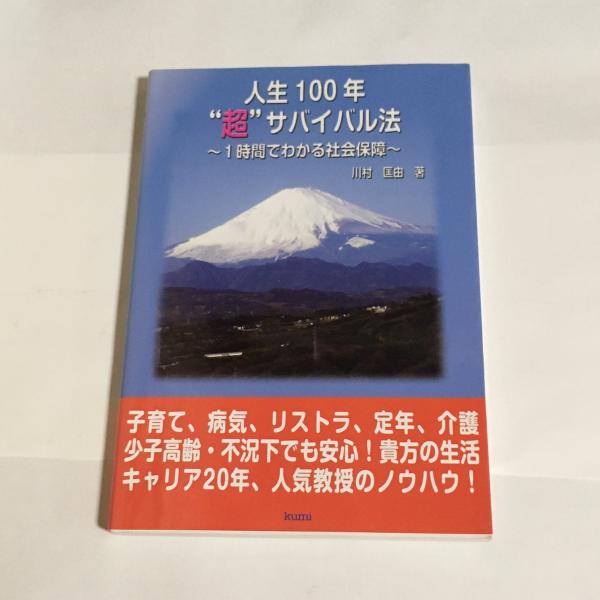 人生100年
“超”サバイバル法
～1時間でわかる社会保障～
川村 匡由 著
子育て、病気、リストラ、定年、介護
少子高齢・不況下でも安心！貴方の生活
キャリア20年、人気教授のノウハウ！
kumi